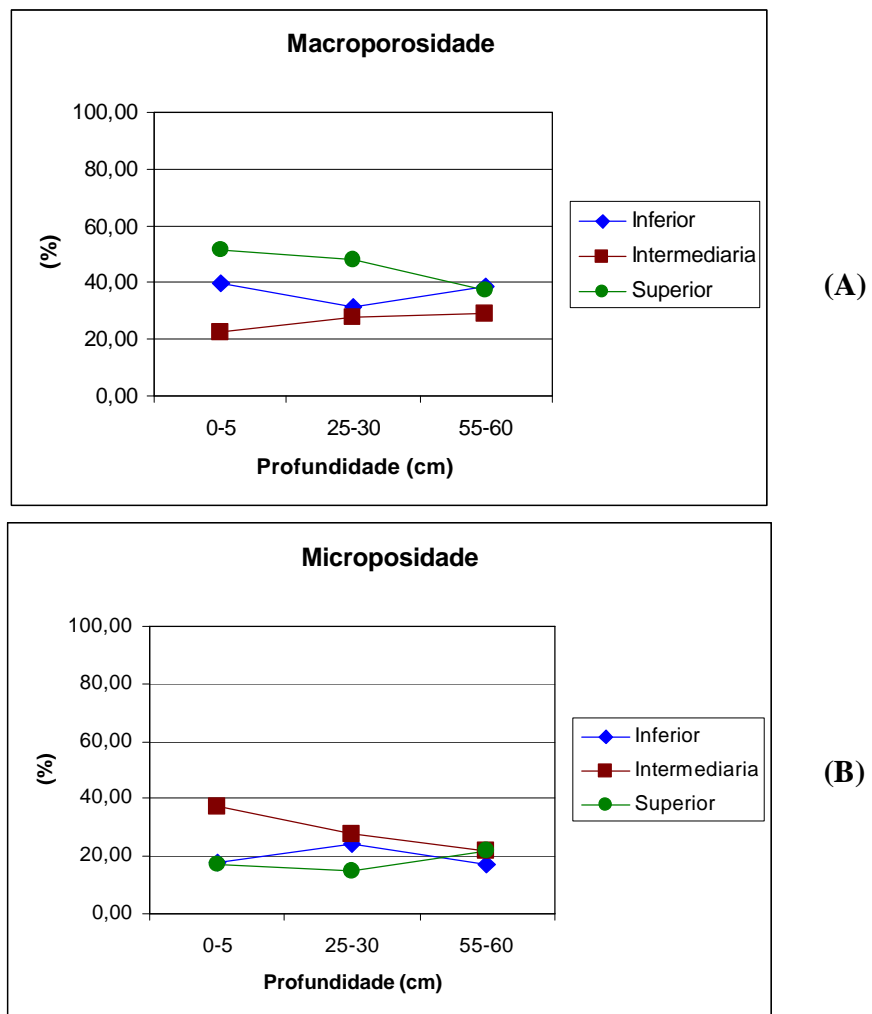 Macroporosidade
100,00
80,00
60,00
40,00
20,00
0,00
(%)
0-5 25-30 55-60
Profundidade (cm)
Inferior
Intermediaria
Superior
(A)
Microposidade
100,00
80,00
60,00
40,00
20,00
0,00
(%)
0-5 25-30 55-60
Profundidade (cm)
Inferior
Intermediaria
Superior
(B)